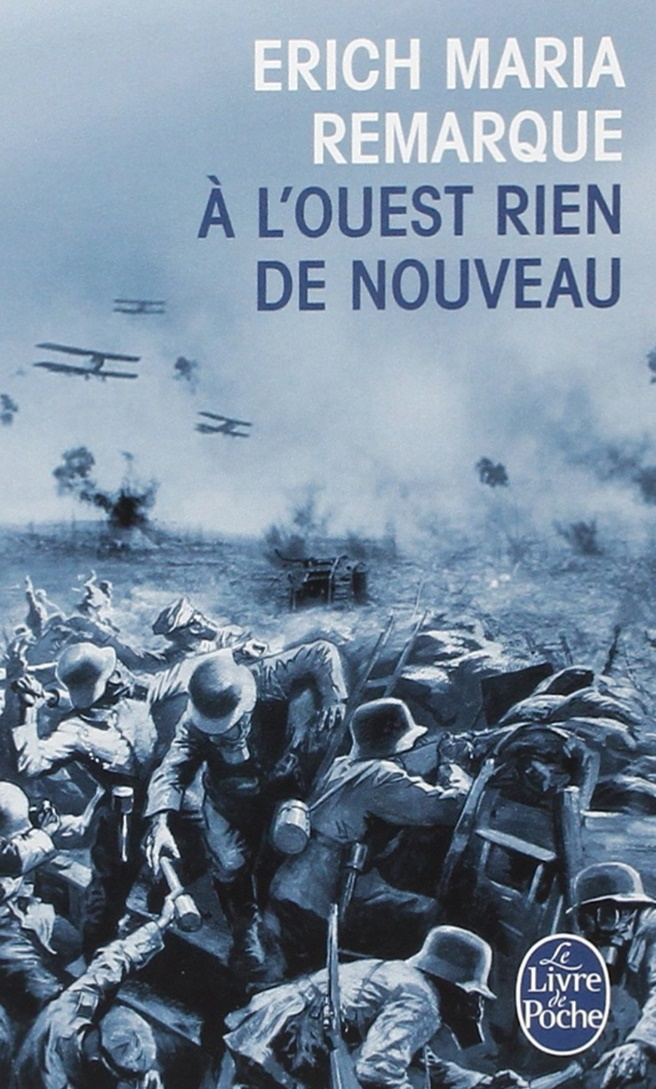 ERICH MARIA
REMARQUE
À L'OUEST RIEN
DE NOUVEAU
Le
Livre
de
Poche